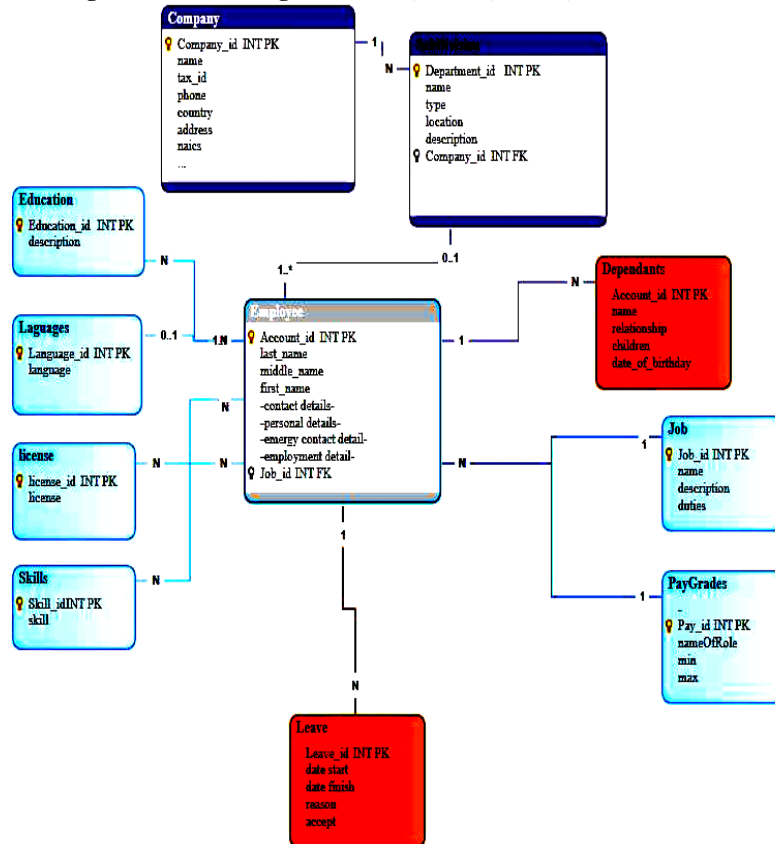 Company
Company_id INT PK
name
tax_id
phone
country
address
naics
...
1
N
Department_id INT PK
name
type
location
description
Company_id INT FK
0..1
1..*
Education
Education_id INT PK
description
N
Laguages
Language_id INT PK
language
0..1
license
license_id INT PK
license
N
Skills
Skill_idINT PK
skill
N
Employee
Account_id INT PK
last_name
middle_name
first_name
-contact details-
-personal details-
-emergy contact detail-
-employment detail-
Job_id INT FK
N
N
1
N
1
N
Dependants
Account_id INT PK
name
relationship
children
date_of_birthday
N
Job
Job_id INT PK
name
description
duties
1
PayGrades
-
Pay_id INT PK
nameOfRole
min
max
1
Leave
Leave_id INT PK
date start
date finish
reason
accept